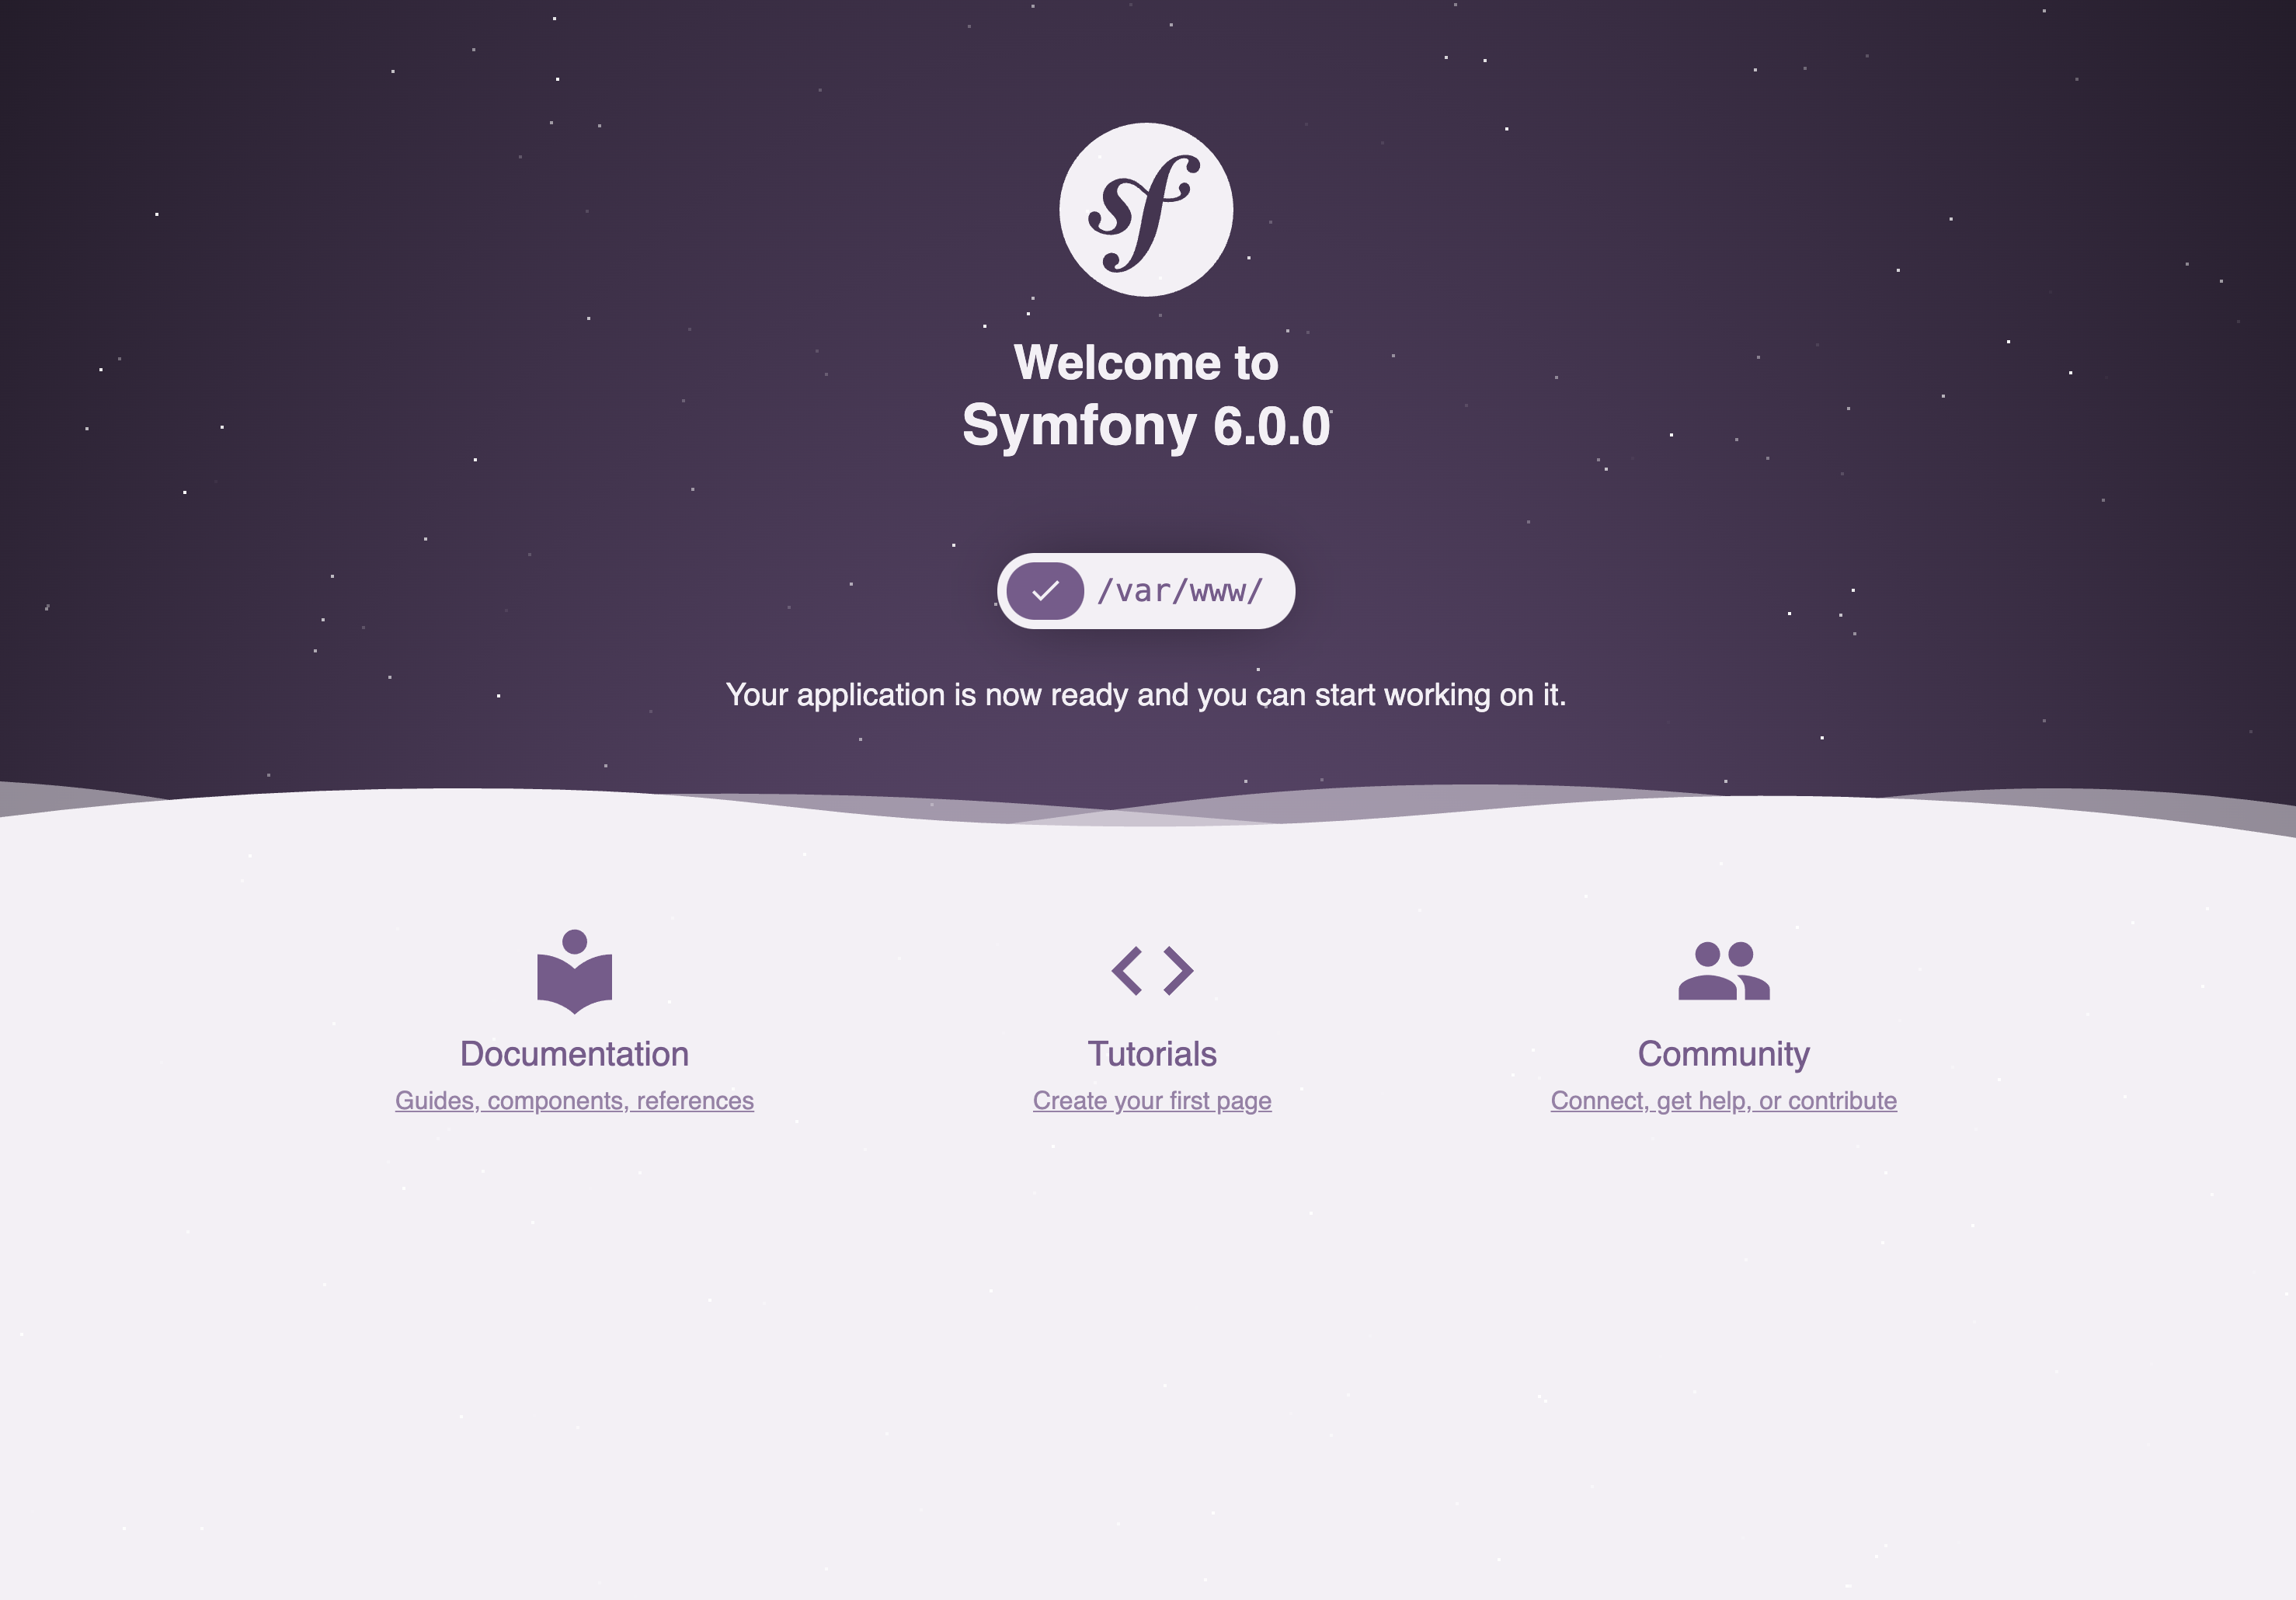 sf
Welcome to
Symfony 6.0.0
/var/www/
Your application is now ready and you can start working on it.
Documentation
Guides, components, references
Tutorials
Create your first page
Community
Connect, get help, or contribute